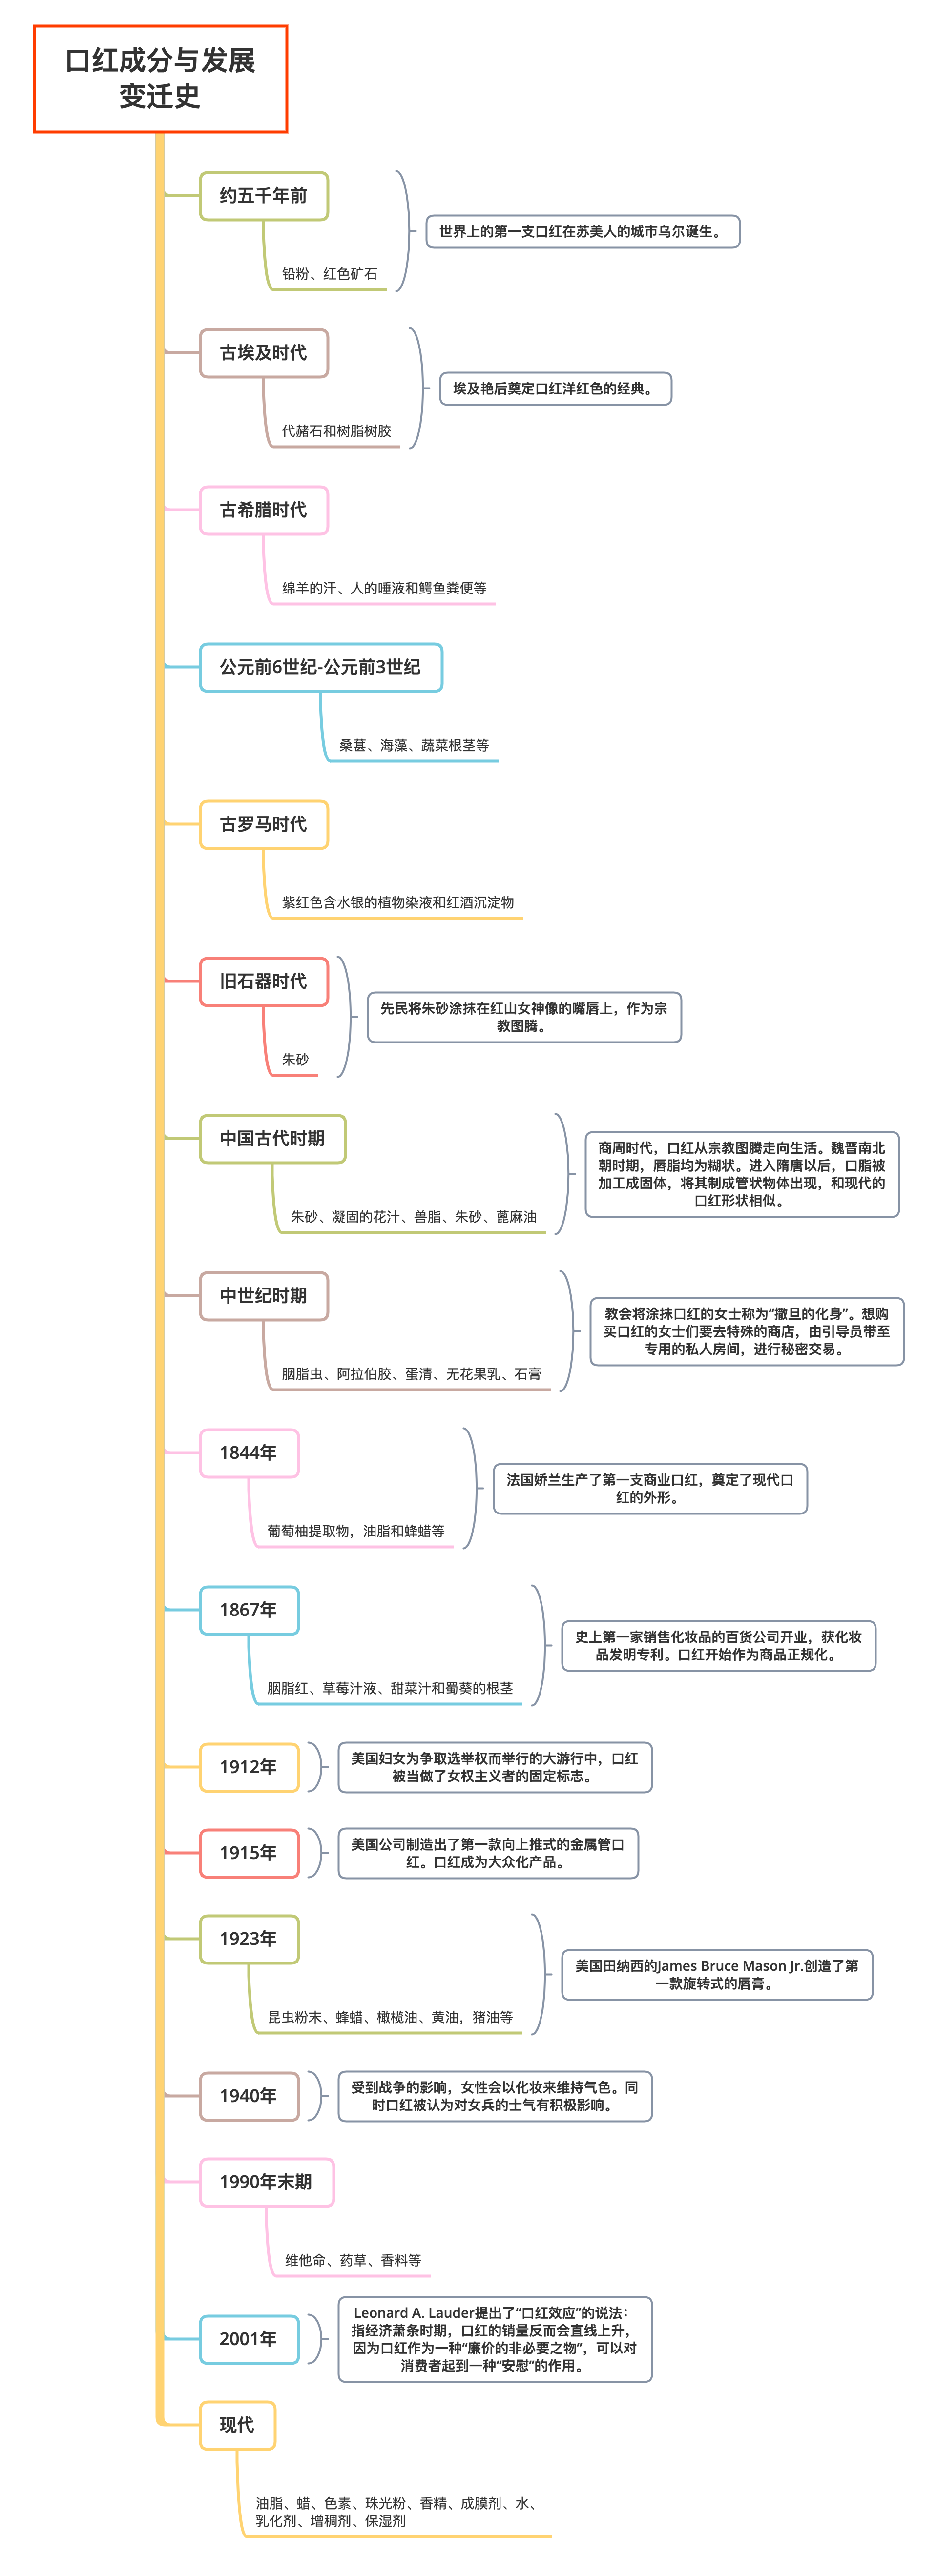 口红成分与发展
变迁史
约五千年前
世界上的第一支口红在苏美人的城市乌尔诞生。
铅粉、红色矿石
古埃及时代
埃及艳后奠定口红洋红色的经典。
代赭石和树脂树胶
古希腊时代
绵羊的汗、人的唾液和鳄鱼粪便等
公元前6世纪-公元前3世纪
桑葚、海藻、蔬菜根茎等
古罗马时代
紫红色含水银的植物染液和红酒沉淀物
旧石器时代
先民将朱砂涂抹在红山女神像的嘴唇上，作为宗
教图腾。
朱砂
中国古代时期
商周时代，口红从宗教图腾走向生活。魏晋南北
朝时期，唇脂均为糊状。进入隋唐以后，口脂被
加工成固体，将其制成管状物体出现，和现代的
口红形状相似。
朱砂、凝固的花汁、兽脂、朱砂、蓖麻油
中世纪时期
教会将涂抹口红的女士称为“撒旦的化身”。想购
买口红的女士们要去特殊的商店，由引导员带至
专用的私人房间，进行秘密交易。
胭脂虫、阿拉伯胶、蛋清、无花果乳、石膏
1844年
法国娇兰生产了第一支商业口红，奠定了现代口
红的外形。
葡萄柚提取物，油脂和蜂蜡等
1867年
史上第一家销售化妆品的百货公司开业，获化妆
品发明专利。口红开始作为商品正规化。
胭脂红、草莓汁液、甜菜汁和蜀葵的根茎
1912年
美国妇女为争取选举权而举行的大游行中，口红
被当做了女权主义者的固定标志。
1915年
美国公司制造出了第一款向上推式的金属管口
红。口红成为大众化产品。
1923年
美国田纳西的James Bruce Mason Jr.创造了第
一款旋转式的唇膏。
昆虫粉末、蜂蜡、橄榄油、黄油，猪油等
1940年
受到战争的影响，女性会以化妆来维持气色。同
时口红被认为对女兵的士气有积极影响。
1990年末期
维他命、药草、香料等
2001年
Leonard A. Lauder提出了“口红效应”的说法：
指经济萧条时期，口红的销量反而会直线上升，
因为口红作为一种“廉价的非必要之物”，可以对
消费者起到一种“安慰”的作用。
现代
油脂、蜡、色素、珠光粉、香精、成膜剂、水、
乳化剂、增稠剂、保湿剂